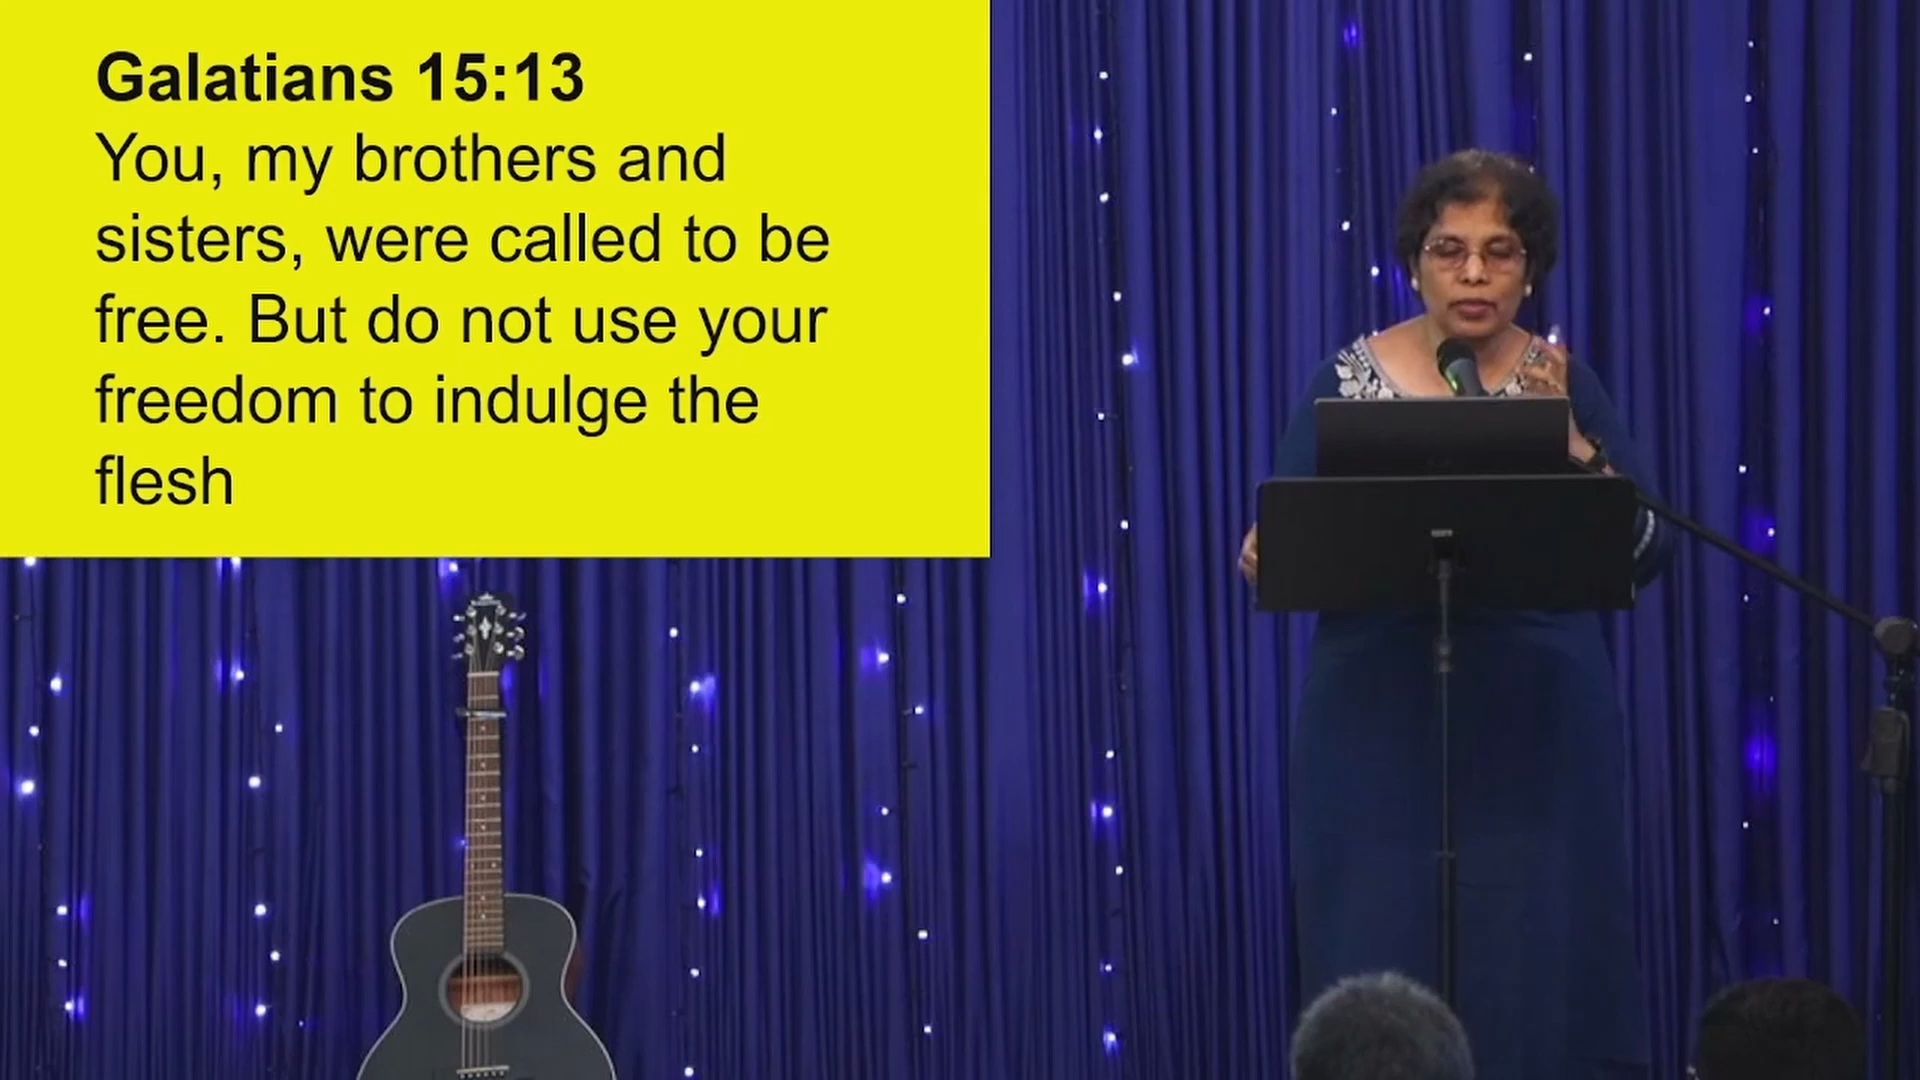 Galatians 15:13
You, my brothers and
sisters, were called to be
free. But do not use your
freedom to indulge the
flesh